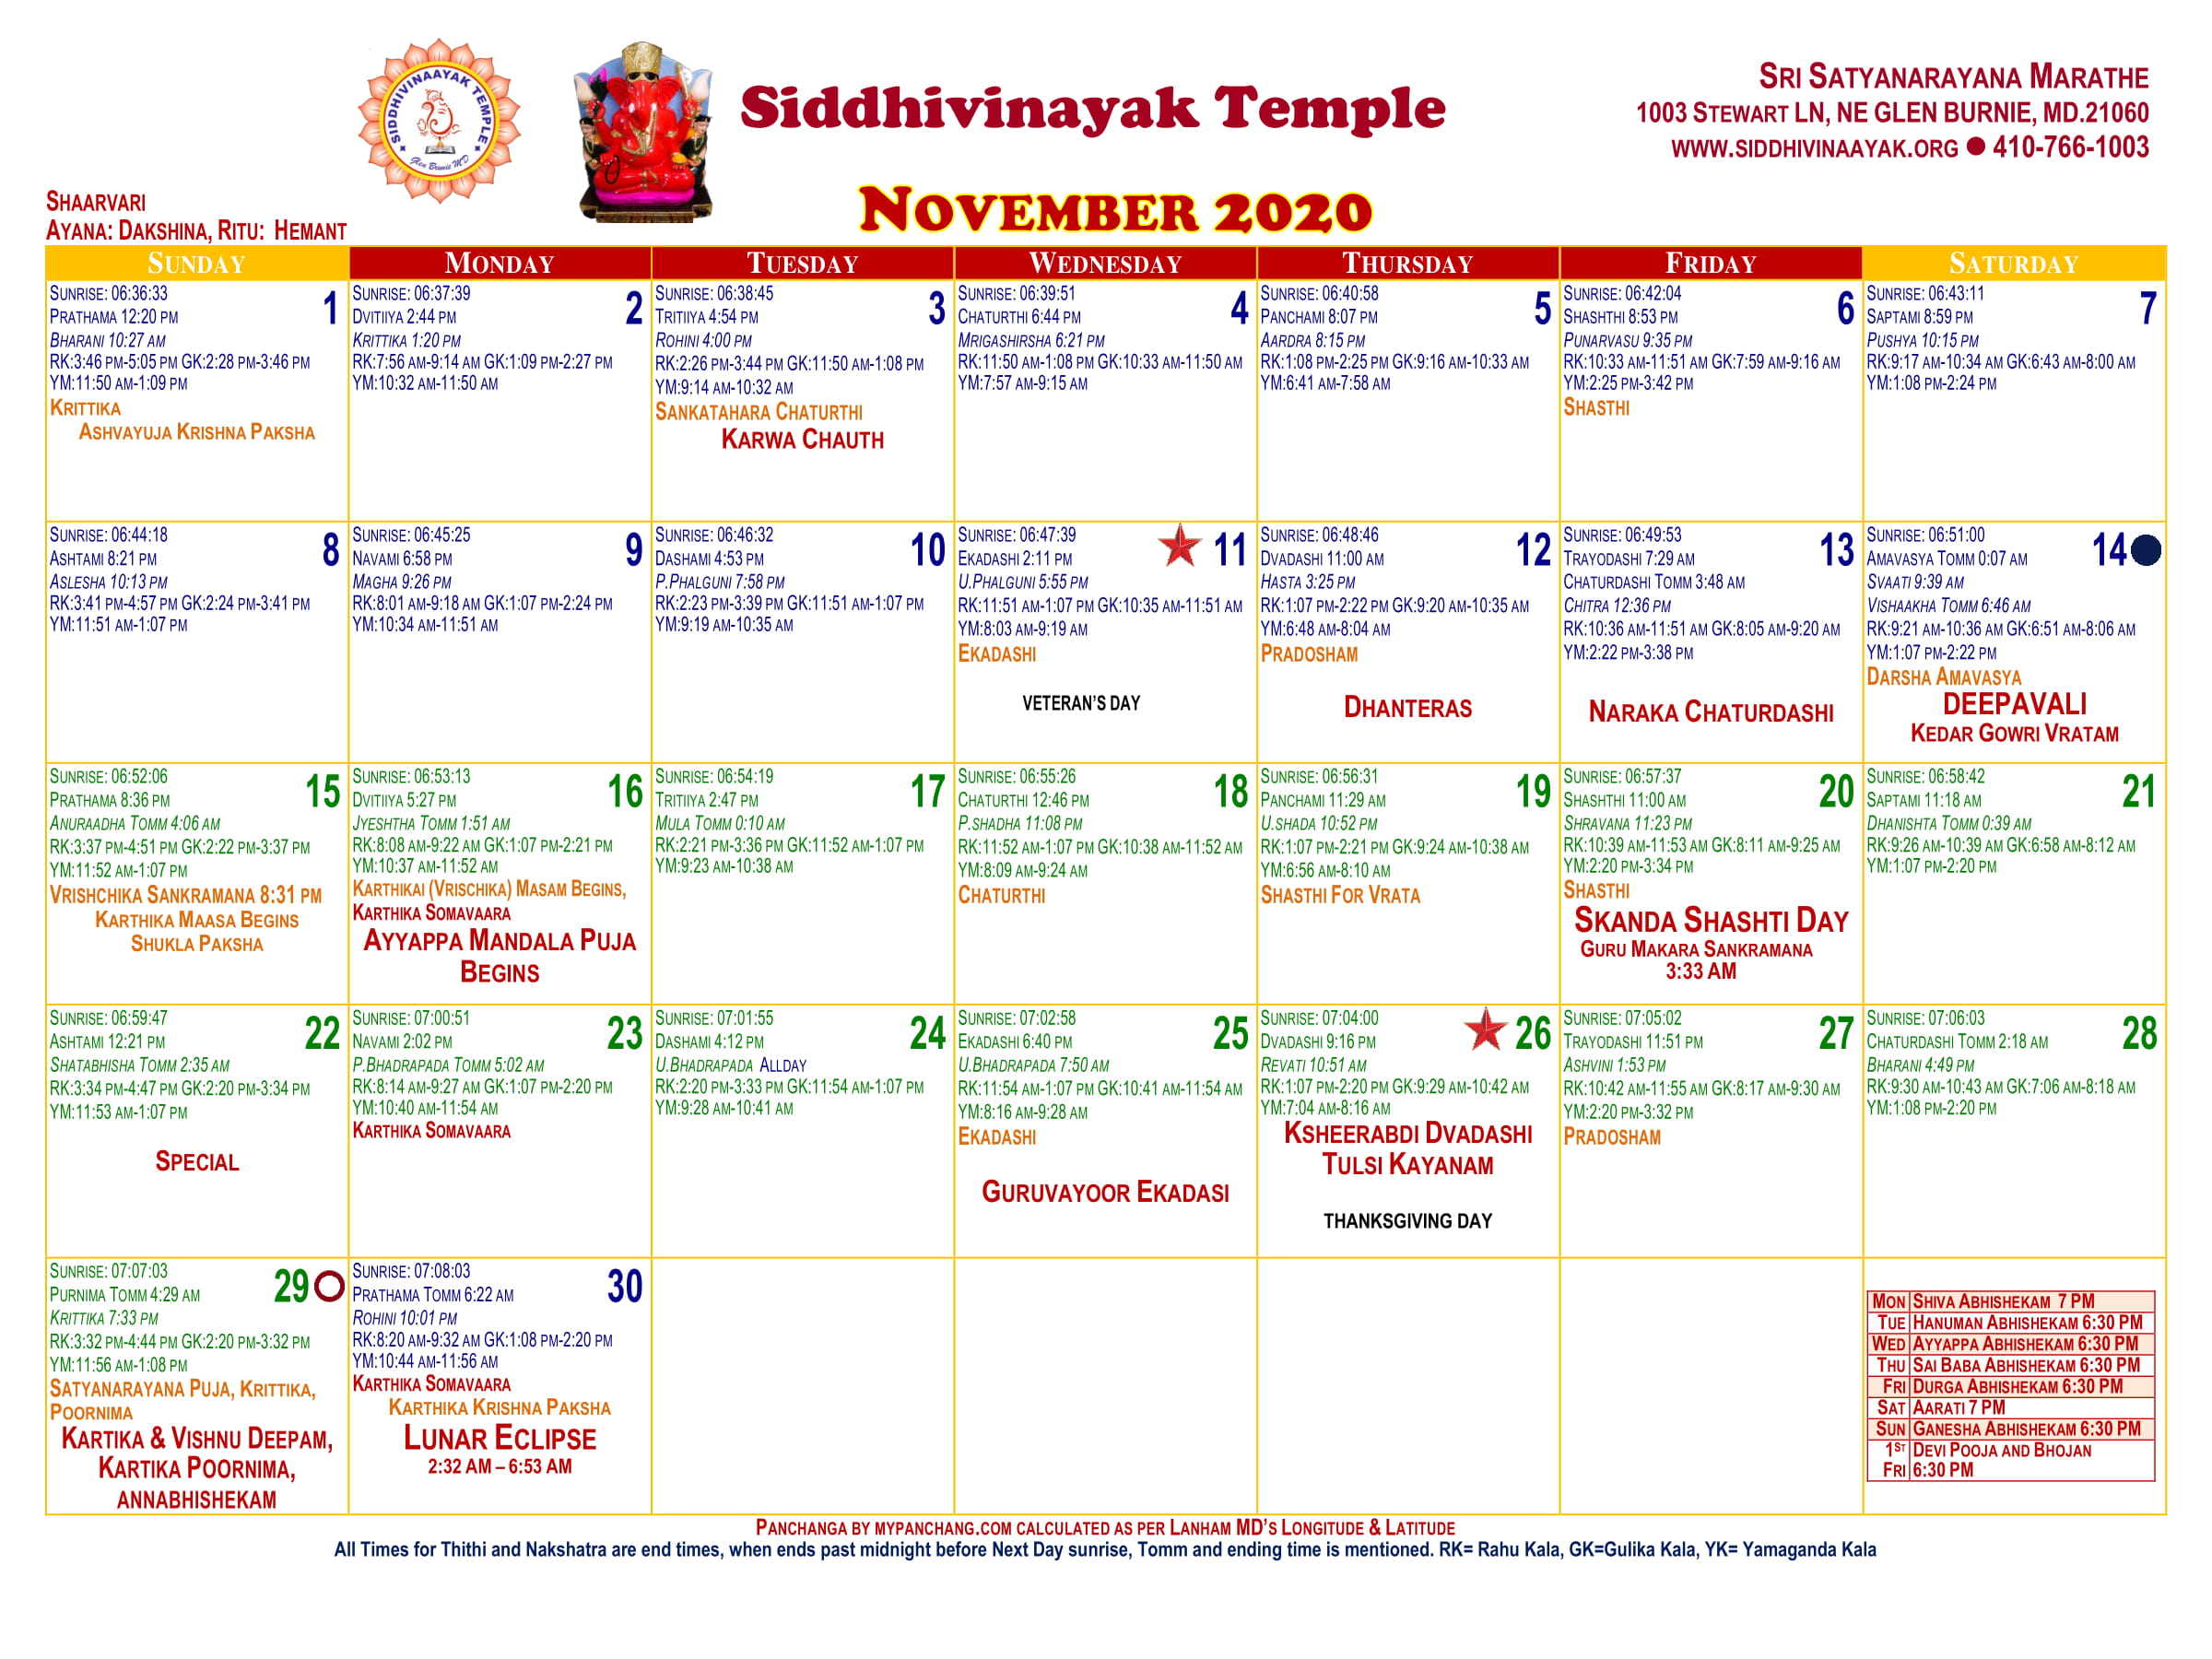 SIDDHIVINAAYAK TEMPLE
Glen Burnie MD
Siddhivinayak Temple
SRI SATYANARAYANA MARATHE
1003 STEWART LN, NE GLEN BURNIE, MD.21060
WWW.SIDDHIVINAAYAK.ORG ● 410-766-1003
SHAARVARI
AYANA: DAKSHINA, RITU: HEMANT
NOVEMBER 2020
SUNDAY MONDAY TUESDAY WEDNESDAY THURSDAY FRIDAY SATURDAY
SUNRISE: 06:36:33 1
PRATHAMA 12:20 PM
BHARANI 10:27 AM
RK:3:46 PM-5:05 PM GK:2:28 PM-3:46 PM
YM:11:50 AM-1:09 PM
KRITTIKA
ASHVAYUJA KRISHNA PAKSHA
SUNRISE: 06:37:39 2
DVITIIYA 2:44 PM
KRITTIKA 1:20 PM
RK:7:56 AM-9:14 AM GK:1:09 PM-2:27 PM
YM:10:32 AM-11:50 AM
SUNRISE: 06:38:45 3
TRITIIYA 4:54 PM
ROHINI 4:00 PM
RK:2:26 PM-3:44 PM GK:11:50 AM-1:08 PM
YM:9:14 AM-10:32 AM
SANKATAHARA CHATURTHI
KARWA CHAUTH
SUNRISE: 06:39:51 4
CHATURTHI 6:44 PM
MRIGASHIRSHA 6:21 PM
RK:11:50 AM-1:08 PM GK:10:33 AM-11:50 AM
YM:7:57 AM-9:15 AM
SUNRISE: 06:40:58 5
PANCHAMI 8:07 PM
AARDRA 8:15 PM
RK:1:08 PM-2:25 PM GK:9:16 AM-10:33 AM
YM:6:41 AM-7:58 AM
SUNRISE: 06:42:04 6
SHASHTHI 8:53 PM
PUNARVASU 9:35 PM
RK:10:33 AM-11:51 AM GK:7:59 AM-9:16 AM
YM:2:25 PM-3:42 PM
SHASTHI
SUNRISE: 06:43:11 7
SAPTAMI 8:59 PM
PUSHYA 10:15 PM
RK:9:17 AM-10:34 AM GK:6:43 AM-8:00 AM
YM:1:08 PM-2:24 PM
SUNRISE: 06:44:18 8
ASHTAMI 8:21 PM
ASLESHA 10:13 PM
RK:3:41 PM-4:57 PM GK:2:24 PM-3:41 PM
YM:11:51 AM-1:07 PM
SUNRISE: 06:45:25 9
NAVAMI 6:58 PM
MAGHA 9:26 PM
RK:8:01 AM-9:18 AM GK:1:07 PM-2:24 PM
YM:10:34 AM-11:51 AM
SUNRISE: 06:46:32 10
DASHAMI 4:53 PM
P.PHALGUNI 7:58 PM
RK:2:23 PM-3:39 PM GK:11:51 AM-1:07 PM
YM:9:19 AM-10:35 AM
SUNRISE: 06:47:39 11
EKADASHI 2:11 PM
U.PHALGUNI 5:55 PM
RK:11:51 AM-1:07 PM GK:10:35 AM-11:51 AM
YM:8:03 AM-9:19 AM
EKADASHI
VETERAN'S DAY
SUNRISE: 06:48:46 12
DVADASHI 11:00 AM
HASTA 3:25 PM
RK:1:07 PM-2:22 PM GK:9:20 AM-10:35 AM
YM:6:48 AM-8:04 AM
PRADOSHAM
DHANTERAS
SUNRISE: 06:49:53 13
TRAYODASHI 7:29 AM
CHATURDASHI TOMM 3:48 AM
CHITRA 12:36 PM
RK:10:36 AM-11:51 AM GK:8:05 AM-9:20 AM
YM:2:22 PM-3:38 PM
NARAKA CHATURDASHI
SUNRISE: 06:51:00 14
AMAVASYA TOMM 0:07 AM
SVAATI 9:39 AM
VISHAAKHA TOMM 6:46 AM
RK:9:21 AM-10:36 AM GK:6:51 AM-8:06 AM
YM:1:07 PM-2:22 PM
DARSHA AMAVASYA
DEEPAVALI
KEDAR GOWRI VRATAM
SUNRISE: 06:52:06 15
PRATHAMA 8:36 PM
ANURAADHA TOMM 4:06 AM
RK:3:37 PM-4:51 PM GK:2:22 PM-3:37 PM
YM:11:52 AM-1:07 PM
VRISHCHIKA SANKRAMANA 8:31 PM
KARTHIKA MAASA BEGINS
SHUKLA PAKSHA
SUNRISE: 06:53:13 16
DVITIIYA 5:27 PM
JYESHTHA TOMM 1:51 AM
RK:8:08 AM-9:22 AM GK:1:07 PM-2:21 PM
YM:10:37 AM-11:52 AM
KARTHIKAI (VRISCHIKA) MASAM BEGINS,
KARTHIKA SOMAVAARA
AYYAPPA MANDALA PUJA
BEGINS
SUNRISE: 06:54:19 17
TRITIIYA 2:47 PM
MULA TOMM 0:10 AM
RK:2:21 PM-3:36 PM GK:11:52 AM-1:07 PM
YM:9:23 AM-10:38 AM
SUNRISE: 06:55:26 18
CHATURTHI 12:46 PM
P.SHADHA 11:08 PM
RK:11:52 AM-1:07 PM GK:10:38 AM-11:52 AM
YM:8:09 AM-9:24 AM
CHATURTHI
SUNRISE: 06:56:31 19
PANCHAMI 11:29 AM
U.SHADA 10:52 PM
RK:1:07 PM-2:21 PM GK:9:24 AM-10:38 AM
YM:6:56 AM-8:10 AM
SHASTHI FOR VRATA
SUNRISE: 06:57:37 20
SHASHTHI 11:00 AM
SHRAVANA 11:23 PM
RK:10:39 AM-11:53 AM GK:8:11 AM-9:25 AM
YM:2:20 PM-3:34 PM
SHASTHI
SKANDA SHASHTI DAY
GURU MAKARA SANKRAMANA
3:33 AM
SUNRISE: 06:58:42 21
SAPTAMI 11:18 AM
DHANISHTA TOMM 0:39 AM
RK:9:26 AM-10:39 AM GK:6:58 AM-8:12 AM
YM:1:07 PM-2:20 PM
SUNRISE: 06:59:47 22
ASHTAMI 12:21 PM
SHATABHISHA TOMM 2:35 AM
RK:3:34 PM-4:47 PM GK:2:20 PM-3:34 PM
YM:11:53 AM-1:07 PM
SPECIAL
SUNRISE: 07:00:51 23
NAVAMI 2:02 PM
P.BHADRAPADA TOMM 5:02 AM
RK:8:14 AM-9:27 AM GK:1:07 PM-2:20 PM
YM:10:40 AM-11:54 AM
KARTHIKA SOMAVAARA
SUNRISE: 07:01:55 24
DASHAMI 4:12 PM
U.BHADRAPADA ALLDAY
RK:2:20 PM-3:33 PM GK:11:54 AM-1:07 PM
YM:9:28 AM-10:41 AM
SUNRISE: 07:02:58 25
EKADASHI 6:40 PM
U.BHADRAPADA 7:50 AM
RK:11:54 AM-1:07 PM GK:10:41 AM-11:54 AM
YM:8:16 AM-9:28 AM
EKADASHI
GURUVAYOOR EKADASI
SUNRISE: 07:04:00 26
DVADASHI 9:16 PM
REVATI 10:51 AM
RK:1:07 PM-2:20 PM GK:9:29 AM-10:42 AM
YM:7:04 AM-8:16 AM
KSHEERABDI DVADASHI
TULSI KAYANAM
THANKSGIVING DAY
SUNRISE: 07:05:02 27
TRAYODASHI 11:51 PM
ASHVINI 1:53 PM
RK:10:42 AM-11:55 AM GK:8:17 AM-9:30 AM
YM:2:20 PM-3:32 PM
PRADOSHAM
SUNRISE: 07:06:03 28
CHATURDASHI TOMM 2:18 AM
BHARANI 4:49 PM
RK:9:30 AM-10:43 AM GK:7:06 AM-8:18 AM
YM:1:08 PM-2:20 PM
SUNRISE: 07:07:03 29
PURNIMA TOMM 4:29 AM
KRITTIKA 7:33 PM
RK:3:32 PM-4:44 PM GK:2:20 PM-3:32 PM
YM:11:56 AM-1:08 PM
SATYANARAYANA PUJA, KRITTIKA,
POORNIMA
KARTIKA & VISHNU DEEPAM,
KARTIKA POORNIMA,
ANNABHISHEKAM
SUNRISE: 07:08:03 30
PRATHAMA TOMM 6:22 AM
ROHINI 10:01 PM
RK:8:20 AM-9:32 AM GK:1:08 PM-2:20 PM
YM:10:44 AM-11:56 AM
KARTHIKA SOMAVAARA
KARTHIKA KRISHNA PAKSHA
LUNAR ECLIPSE
2:32 AM – 6:53 AM
MON SHIVA ABHISHEKAM 7 PM
TUE HANUMAN ABHISHEKAM 6:30 PM
WED AYYAPPA ABHISHEKAM 6:30 PM
THU SAI BABA ABHISHEKAM 6:30 PM
FRI DURGA ABHISHEKAM 6:30 PM
SAT AARATI 7 PM
SUN GANESHA ABHISHEKAM 6:30 PM
1ST DEVI POOJA AND BHOJAN
FRI 6:30 PM
PANCHANGA BY MYPANCHANG.COM CALCULATED AS PER LANHAM MD'S LONGITUDE & LATITUDE
All Times for Thithi and Nakshatra are end times, when ends past midnight before Next Day sunrise, Tomm and ending time is mentioned. RK= Rahu Kala, GK=Gulika Kala, YK= Yamaganda Kala